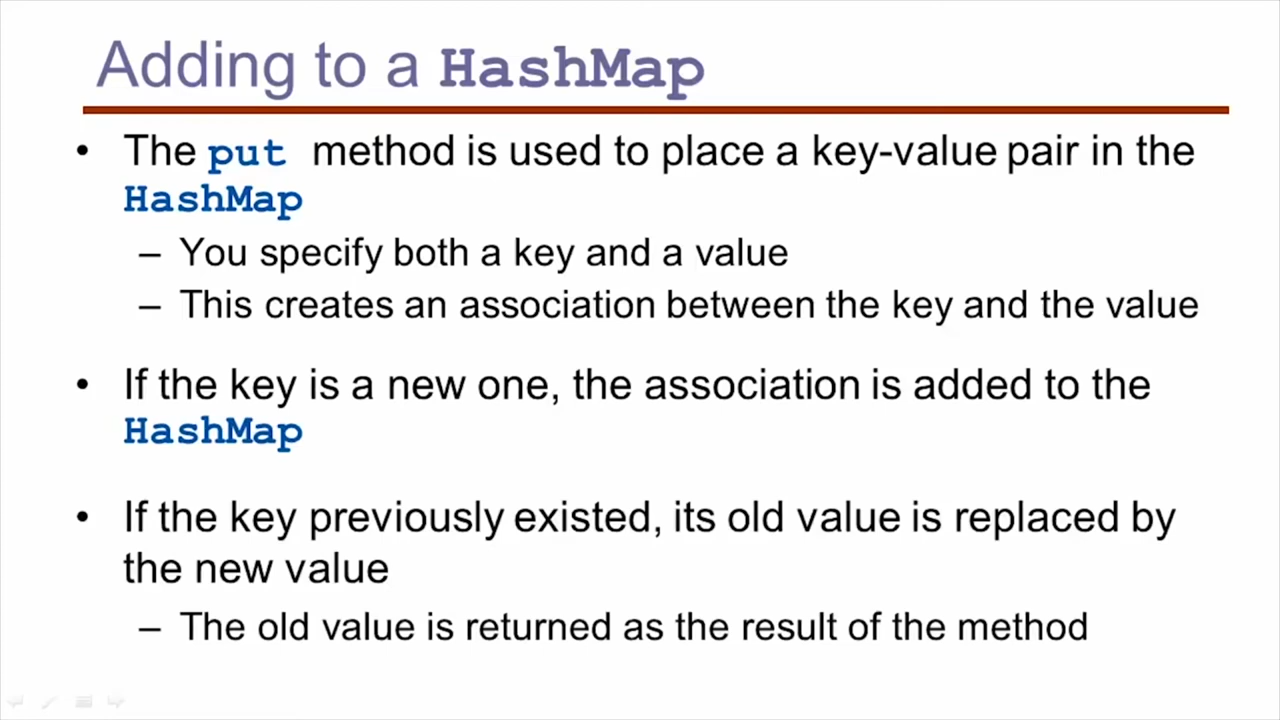 Adding to a HashMap
• The put method is used to place a key-value pair in the
HashMap
– You specify both a key and a value
– This creates an association between the key and the value
• If the key is a new one, the association is added to the
HashMap
• If the key previously existed, its old value is replaced by
the new value
– The old value is returned as the result of the method